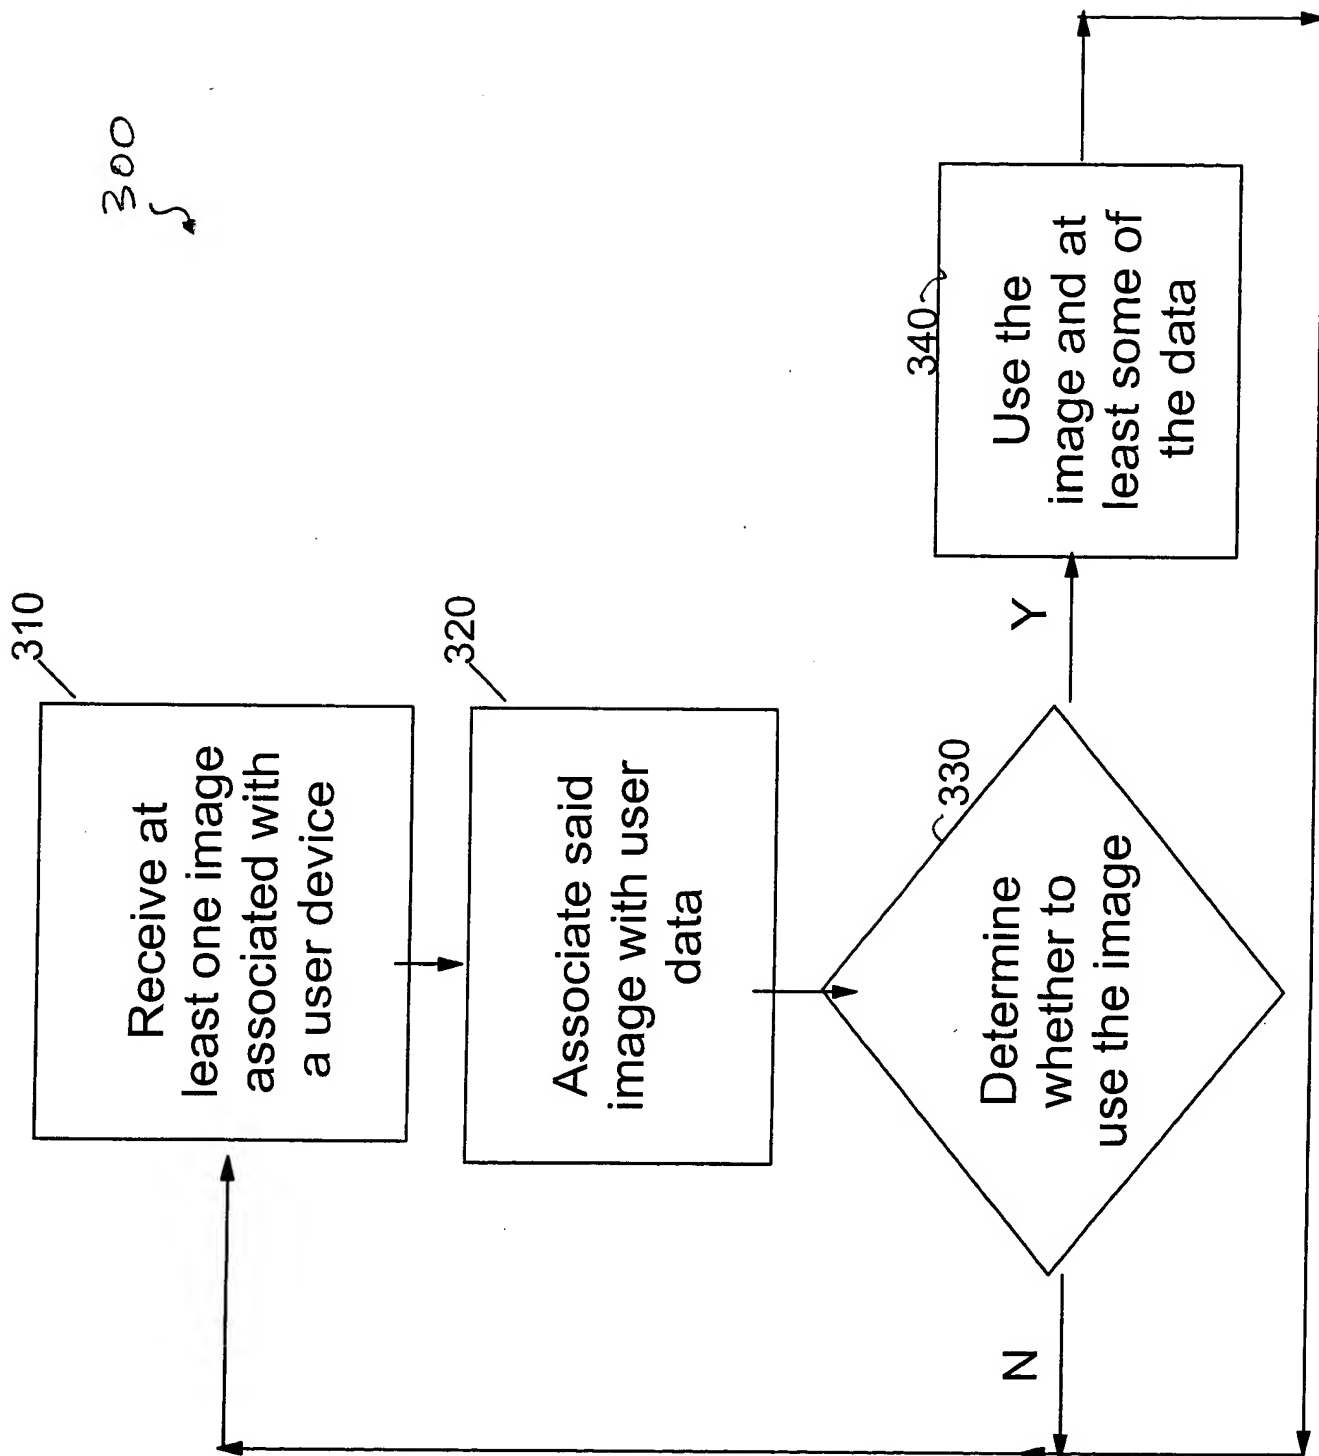 300
310
Receive at
least one image
associated with
a user device
320
Associate said
image with user
data
330
Determine
whether to
use the image
Y
N
340
Use the
image and at
least some of
the data